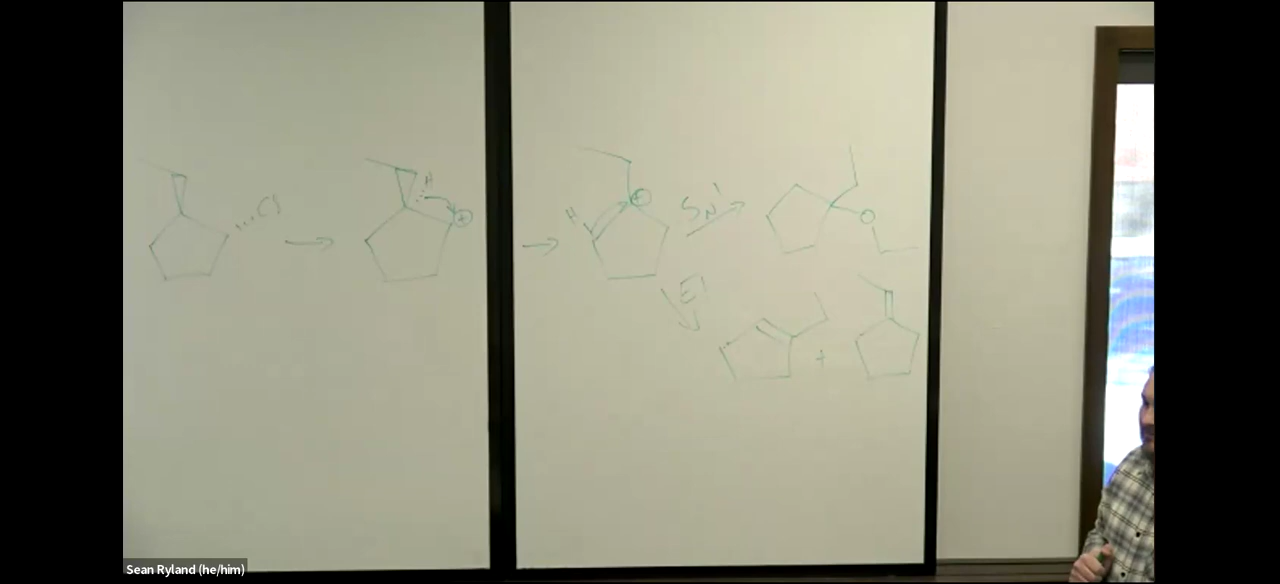 Cl
H
⊕
H
⊕
SN1
O
E1
+
Sean Ryland (he/him)